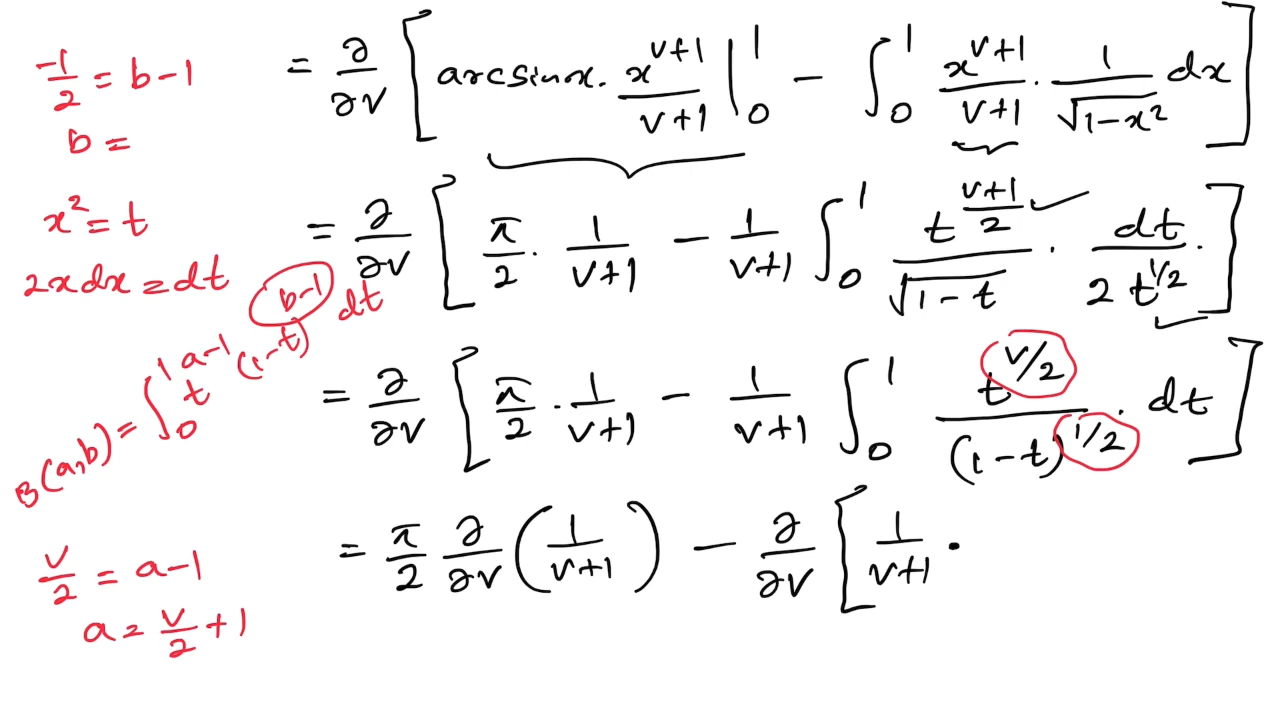 -1/2 = b-1
b =
x² = t
2x dx = dt
B(a,b) = ∫₀¹ t^(a-1) (1-t)^(b-1) dt
v/2 = a-1
a = v/2 + 1
= ∂/∂v [ arcsinx. x^(v+1)/(v+1) |₀¹ - ∫₀¹ x^(v+1)/(v+1) . 1/√(1-x²) dx ]
= ∂/∂v [ π/2 . 1/(v+1) - 1/(v+1) ∫₀¹ t^((v+1)/2)/√(1-t) . dt/(2 t^(1/2)) . ]
= ∂/∂v [ π/2 . 1/(v+1) - 1/(v+1) ∫₀¹ t^(v/2)/(1-t)^(1/2) . dt ]
= π/2 ∂/∂v ( 1/(v+1) ) - ∂/∂v [ 1/(v+1) .